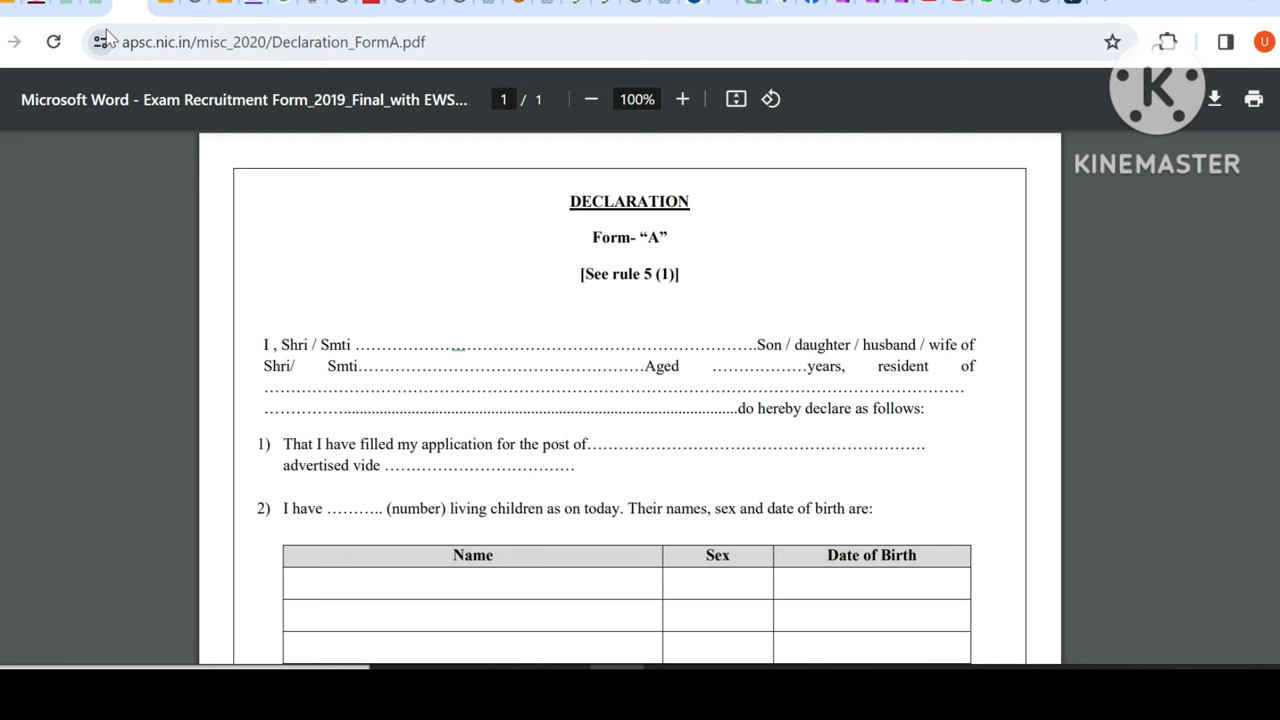 apsc.nic.in/misc_2020/Declaration_FormA.pdf
U
Microsoft Word - Exam Recruitment Form_2019_Final_with EWS... 1 / 1 100%
K
KINEMASTER
DECLARATION
Form- “A”
[See rule 5 (1)]
I , Shri / Smti ……………………………………………………………………..Son / daughter / husband / wife of
Shri/ Smti……………………………………………….Aged ………………years, resident of
……………………………………………………………………………………………………………………
……………...........................................................................................do hereby declare as follows:
1) That I have filled my application for the post of……………………………………………………….
advertised vide ………………………………
2) I have ……….. (number) living children as on today. Their names, sex and date of birth are:
Name Sex Date of Birth